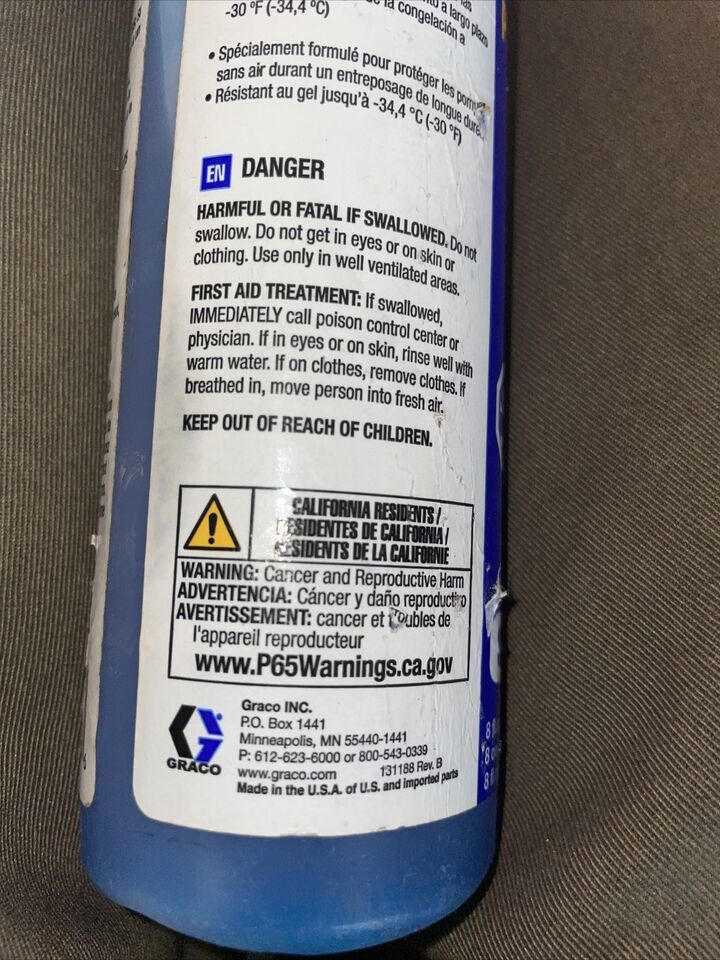 -30 ºF (-34,4 ºC)
a largo plazo
la congelación a
• Spécialement formulé pour protéger les
sans air durant un entreposage de longue
• Résistant au gel jusqu'à -34,4 ºC (-30 ºF)
EN DANGER
HARMFUL OR FATAL IF SWALLOWED. Do not
swallow. Do not get in eyes or on skin or
clothing. Use only in well ventilated areas.
FIRST AID TREATMENT: If swallowed,
IMMEDIATELY call poison control center or
physician. If in eyes or on skin, rinse well with
warm water. If on clothes, remove clothes. If
breathed in, move person into fresh air.
KEEP OUT OF REACH OF CHILDREN.
CALIFORNIA RESIDENTS /
RESIDENTES DE CALIFORNIA /
RESIDENTS DE LA CALIFORNIE
WARNING: Cancer and Reproductive Harm
ADVERTENCIA: Cáncer y daño reproductivo
AVERTISSEMENT: cancer et troubles de
l'appareil reproducteur
www.P65Warnings.ca.gov
GRACO
Graco INC.
P.O. Box 1441
Minneapolis, MN 55440-1441
P: 612-623-6000 or 800-543-0339
www.graco.com 131188 Rev. B
Made in the U.S.A. of U.S. and imported parts